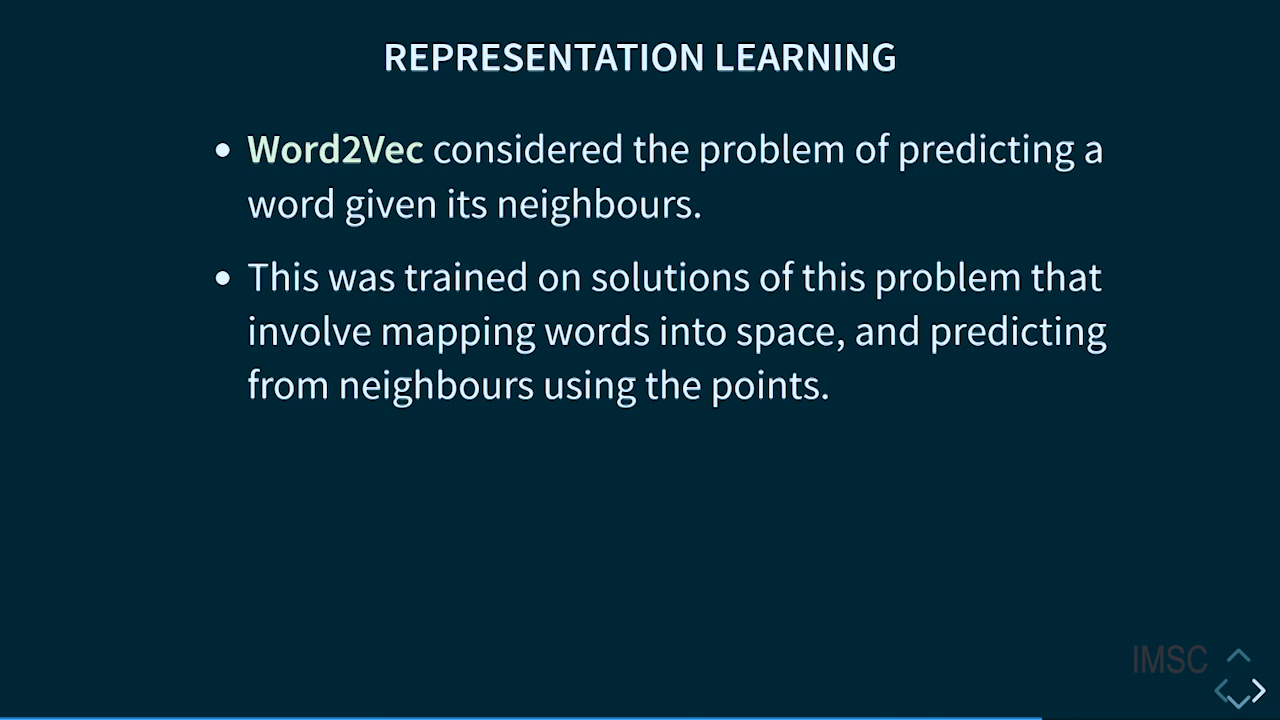 REPRESENTATION LEARNING
• Word2Vec considered the problem of predicting a
word given its neighbours.
• This was trained on solutions of this problem that
involve mapping words into space, and predicting
from neighbours using the points.
IMSC